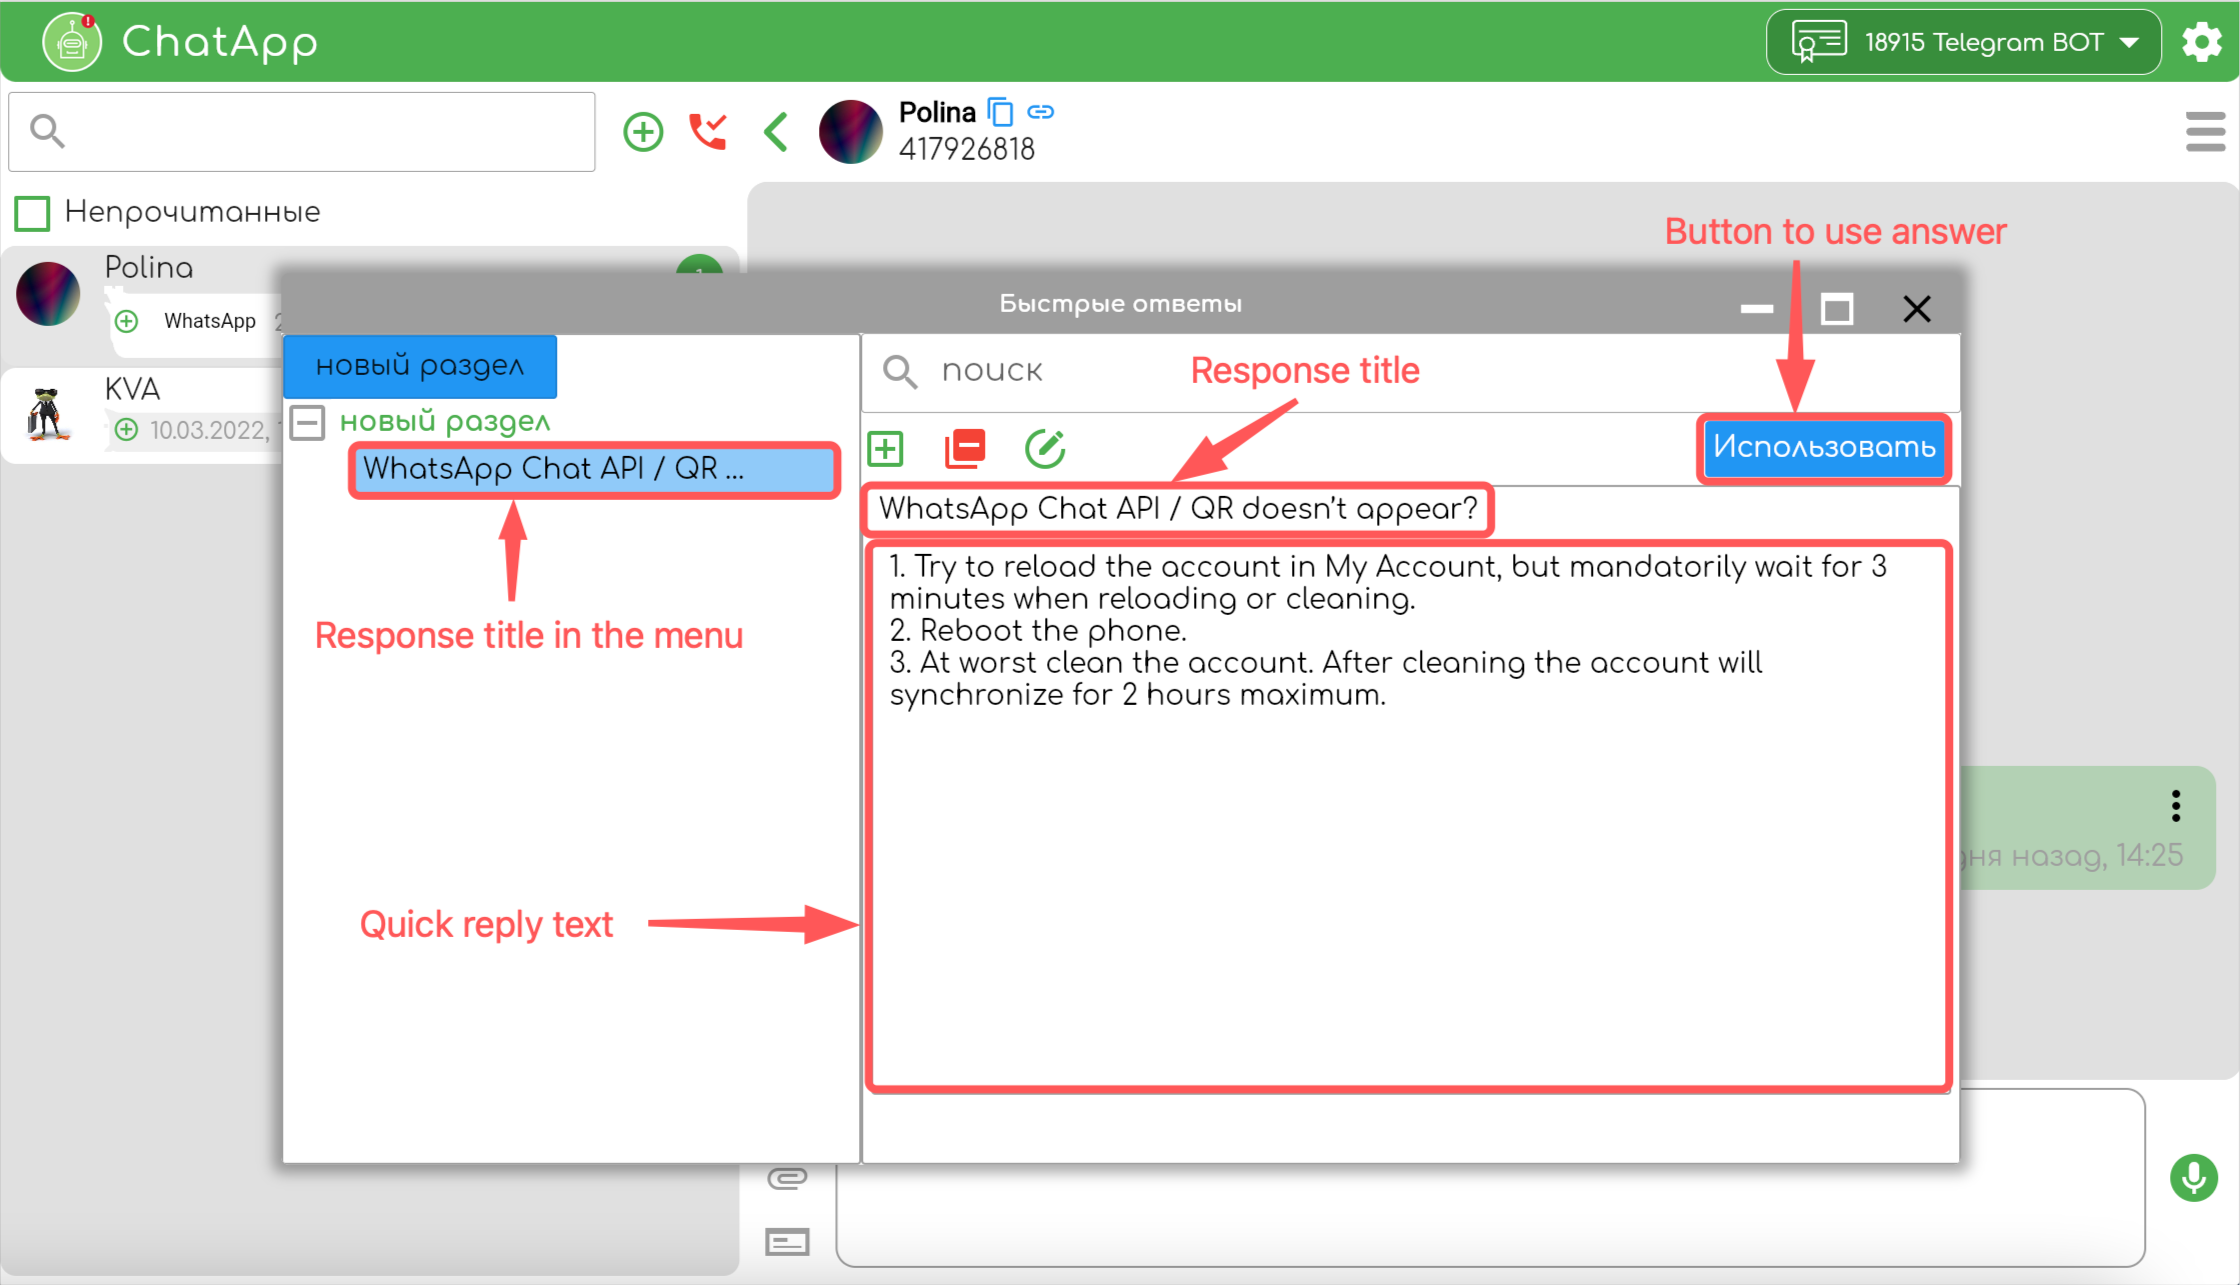 ChatApp
18915 Telegram BOT
Polina
417926818
Непрочитанные
Button to use answer
Polina
1
WhatsApp
KVA
10.03.2022,
Быстрые ответы
новый раздел
поиск
Response title
новый раздел
WhatsApp Chat API / QR ...
Использовать
WhatsApp Chat API / QR doesn't appear?
1. Try to reload the account in My Account, but mandatorily wait for 3
minutes when reloading or cleaning.
2. Reboot the phone.
3. At worst clean the account. After cleaning the account will
synchronize for 2 hours maximum.
Response title in the menu
Quick reply text
назад, 14:25